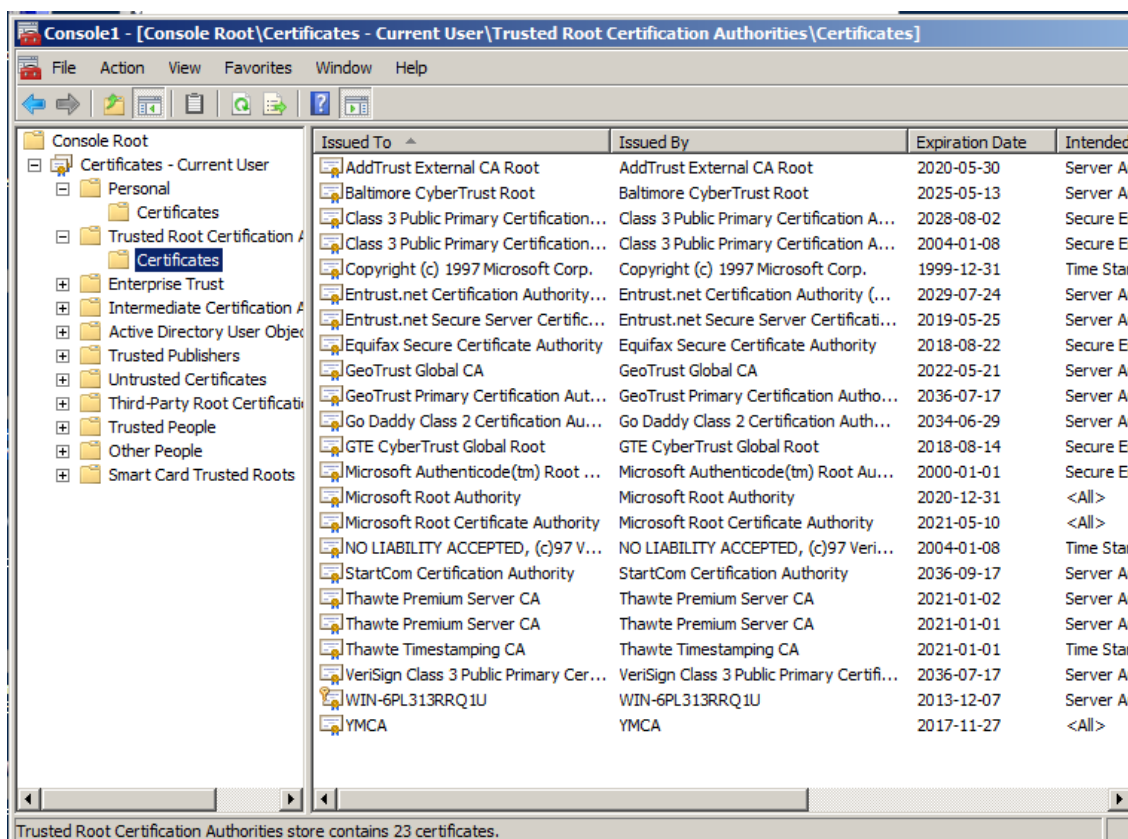 Console1 - [Console Root\Certificates - Current User\Trusted Root Certification Authorities\Certificates]
File Action View Favorites Window Help
Console Root
Certificates - Current User
Personal
Certificates
Trusted Root Certification A
Certificates
Enterprise Trust
Intermediate Certification A
Active Directory User Objec
Trusted Publishers
Untrusted Certificates
Third-Party Root Certificati
Trusted People
Other People
Smart Card Trusted Roots
Issued To Issued By Expiration Date Intended
AddTrust External CA Root AddTrust External CA Root 2020-05-30 Server A
Baltimore CyberTrust Root Baltimore CyberTrust Root 2025-05-13 Server A
Class 3 Public Primary Certification... Class 3 Public Primary Certification A... 2028-08-02 Secure E
Class 3 Public Primary Certification... Class 3 Public Primary Certification A... 2004-01-08 Secure E
Copyright (c) 1997 Microsoft Corp. Copyright (c) 1997 Microsoft Corp. 1999-12-31 Time Star
Entrust.net Certification Authority... Entrust.net Certification Authority (... 2029-07-24 Server A
Entrust.net Secure Server Certific... Entrust.net Secure Server Certificati... 2019-05-25 Server A
Equifax Secure Certificate Authority Equifax Secure Certificate Authority 2018-08-22 Secure E
GeoTrust Global CA GeoTrust Global CA 2022-05-21 Server A
GeoTrust Primary Certification Aut... GeoTrust Primary Certification Autho... 2036-07-17 Server A
Go Daddy Class 2 Certification Au... Go Daddy Class 2 Certification Auth... 2034-06-29 Server A
GTE CyberTrust Global Root GTE CyberTrust Global Root 2018-08-14 Secure E
Microsoft Authenticode(tm) Root ... Microsoft Authenticode(tm) Root Au... 2000-01-01 Secure E
Microsoft Root Authority Microsoft Root Authority 2020-12-31 <All>
Microsoft Root Certificate Authority Microsoft Root Certificate Authority 2021-05-10 <All>
NO LIABILITY ACCEPTED, (c)97 V... NO LIABILITY ACCEPTED, (c)97 Veri... 2004-01-08 Time Star
StartCom Certification Authority StartCom Certification Authority 2036-09-17 Server A
Thawte Premium Server CA Thawte Premium Server CA 2021-01-02 Server A
Thawte Premium Server CA Thawte Premium Server CA 2021-01-01 Server A
Thawte Timestamping CA Thawte Timestamping CA 2021-01-01 Time Star
VeriSign Class 3 Public Primary Cer... VeriSign Class 3 Public Primary Certifi... 2036-07-17 Server A
WIN-6PL313RRQ1U WIN-6PL313RRQ1U 2013-12-07 Server A
YMCA YMCA 2017-11-27 <All>
Trusted Root Certification Authorities store contains 23 certificates.